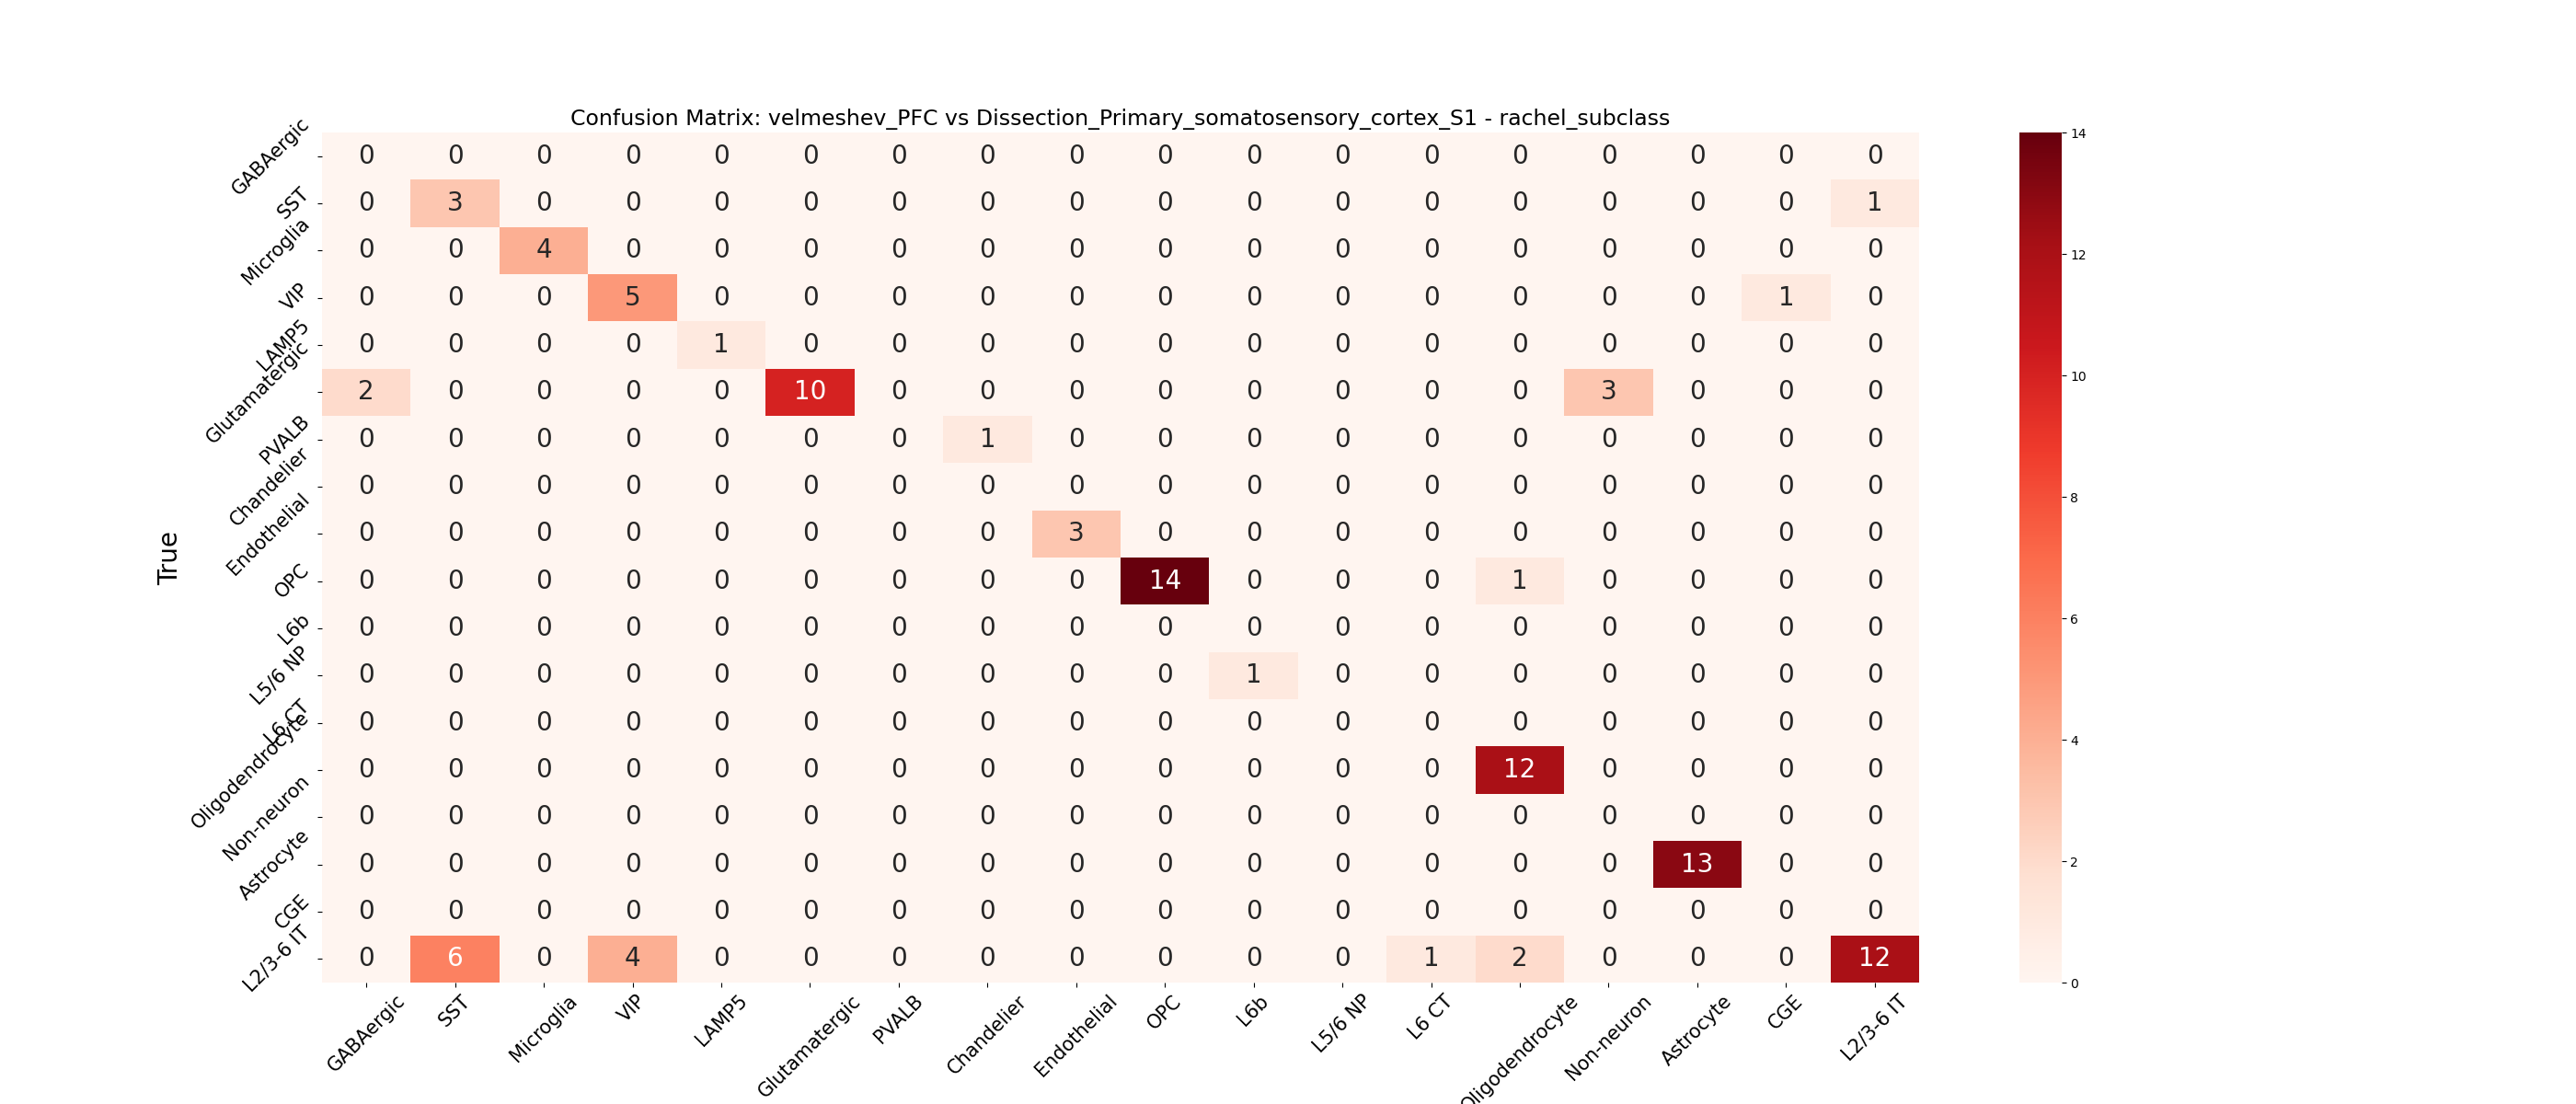 Confusion Matrix: velmeshev_PFC vs Dissection_Primary_somatosensory_cortex_S1 - rachel_subclass
True
GABAergic 0 0 0 0 0 0 0 0 0 0 0 0 0 0 0 0 0 0
SST 0 3 0 0 0 0 0 0 0 0 0 0 0 0 0 0 0 1
Microglia 0 0 4 0 0 0 0 0 0 0 0 0 0 0 0 0 0 0
VIP 0 0 0 5 0 0 0 0 0 0 0 0 0 0 0 0 1 0
LAMP5 0 0 0 0 1 0 0 0 0 0 0 0 0 0 0 0 0 0
Glutamatergic 2 0 0 0 0 10 0 0 0 0 0 0 0 0 3 0 0 0
PVALB 0 0 0 0 0 0 0 1 0 0 0 0 0 0 0 0 0 0
Chandelier 0 0 0 0 0 0 0 0 0 0 0 0 0 0 0 0 0 0
Endothelial 0 0 0 0 0 0 0 0 3 0 0 0 0 0 0 0 0 0
OPC 0 0 0 0 0 0 0 0 0 14 0 0 0 1 0 0 0 0
L6b 0 0 0 0 0 0 0 0 0 0 0 0 0 0 0 0 0 0
L5/6 NP 0 0 0 0 0 0 0 0 0 0 1 0 0 0 0 0 0 0
L6 CT 0 0 0 0 0 0 0 0 0 0 0 0 0 0 0 0 0 0
Oligodendrocyte 0 0 0 0 0 0 0 0 0 0 0 0 0 12 0 0 0 0
Non-neuron 0 0 0 0 0 0 0 0 0 0 0 0 0 0 0 0 0 0
Astrocyte 0 0 0 0 0 0 0 0 0 0 0 0 0 0 0 13 0 0
CGE 0 0 0 0 0 0 0 0 0 0 0 0 0 0 0 0 0 0
L2/3-6 IT 0 6 0 4 0 0 0 0 0 0 0 0 1 2 0 0 0 12
GABAergic SST Microglia VIP LAMP5 Glutamatergic PVALB Chandelier Endothelial OPC L6b L5/6 NP L6 CT Oligodendrocyte Non-neuron Astrocyte CGE L2/3-6 IT
14
12
10
8
6
4
2
0